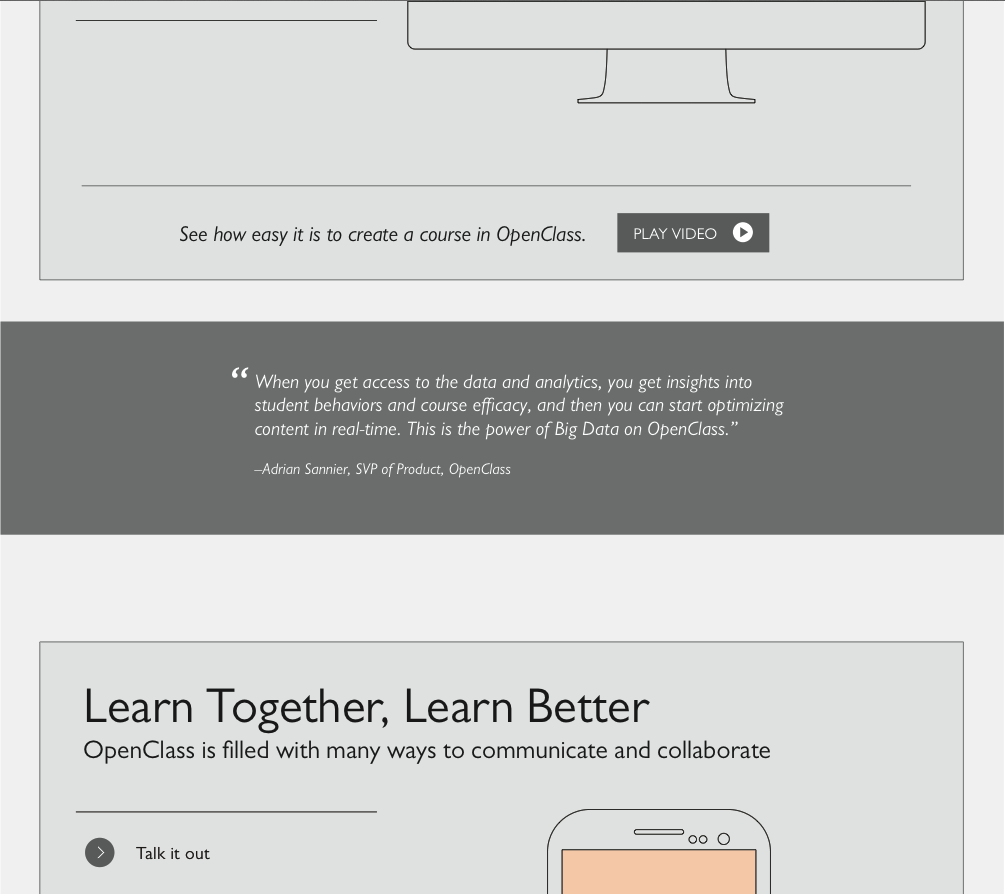 See how easy it is to create a course in OpenClass.
PLAY VIDEO
“ When you get access to the data and analytics, you get insights into
student behaviors and course efficacy, and then you can start optimizing
content in real-time. This is the power of Big Data on OpenClass.”
–Adrian Sannier, SVP of Product, OpenClass
Learn Together, Learn Better
OpenClass is filled with many ways to communicate and collaborate
Talk it out